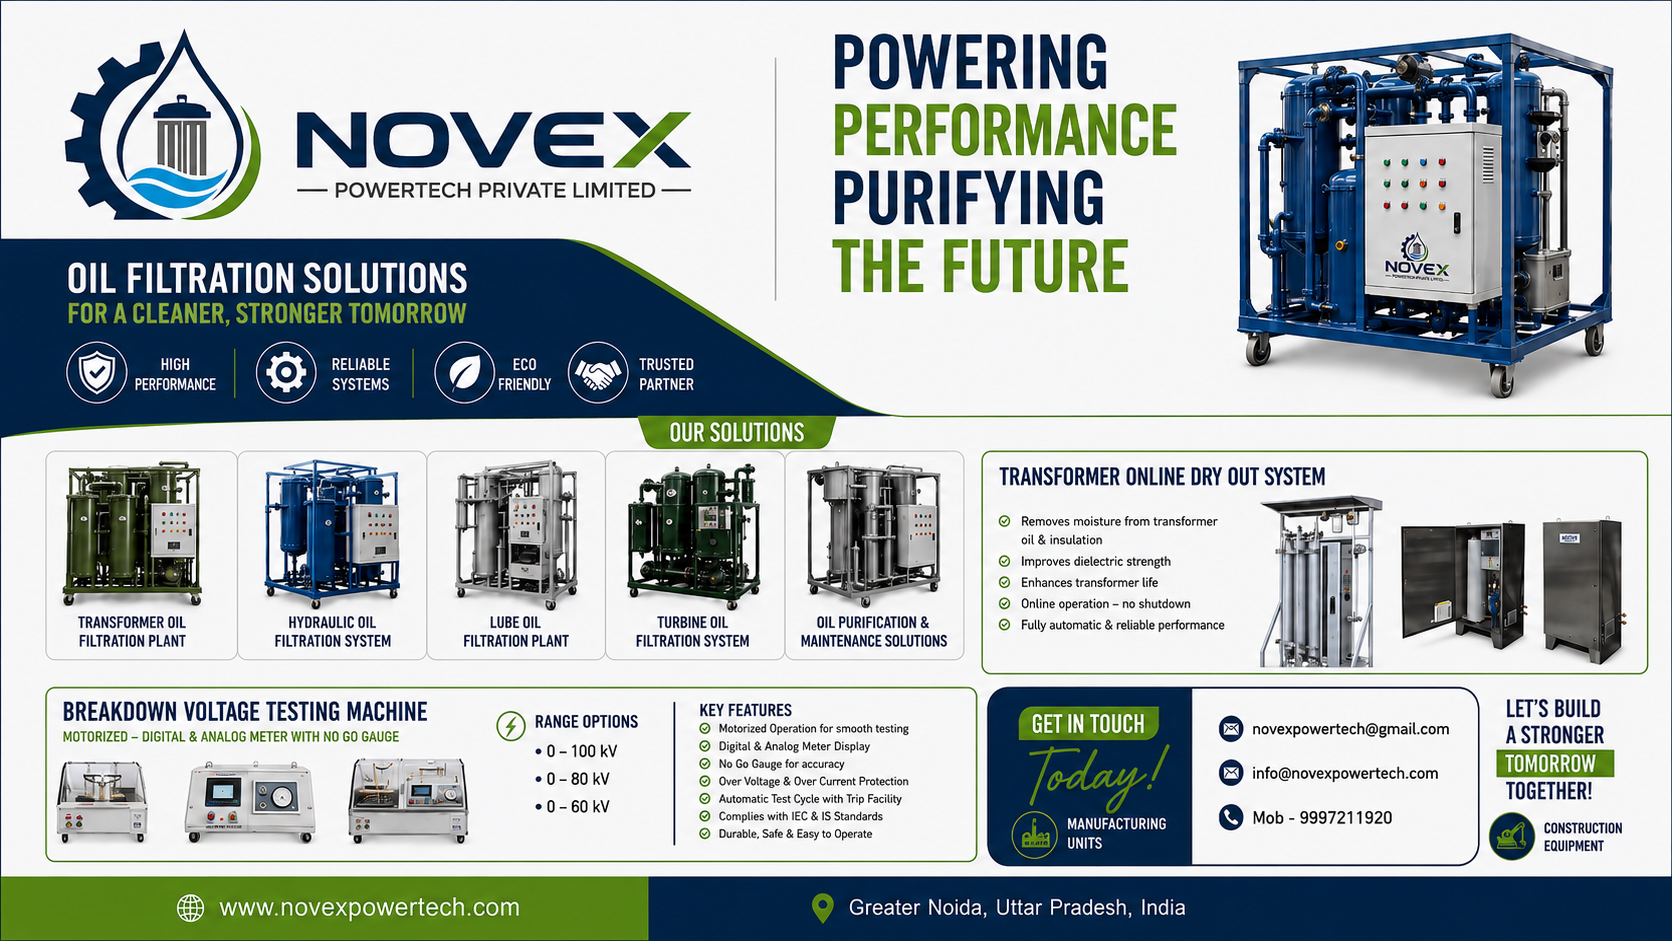 NOVEX
POWERTECH PRIVATE LIMITED
POWERING
PERFORMANCE
PURIFYING
THE FUTURE
NOVEX
POWERTECH PRIVATE LIMITED
OIL FILTRATION SOLUTIONS
FOR A CLEANER, STRONGER TOMORROW
HIGH
PERFORMANCE
RELIABLE
SYSTEMS
ECO
FRIENDLY
TRUSTED
PARTNER
OUR SOLUTIONS
TRANSFORMER OIL
FILTRATION PLANT
HYDRAULIC OIL
FILTRATION SYSTEM
LUBE OIL
FILTRATION PLANT
TURBINE OIL
FILTRATION SYSTEM
OIL PURIFICATION &
MAINTENANCE SOLUTIONS
TRANSFORMER ONLINE DRY OUT SYSTEM
Removes moisture from transformer
oil & insulation
Improves dielectric strength
Enhances transformer life
Online operation – no shutdown
Fully automatic & reliable performance
BREAKDOWN VOLTAGE TESTING MACHINE
MOTORIZED – DIGITAL & ANALOG METER WITH NO GO GAUGE
RANGE OPTIONS
• 0 – 100 kV
• 0 – 80 kV
• 0 – 60 kV
KEY FEATURES
Motorized Operation for smooth testing
Digital & Analog Meter Display
No Go Gauge for accuracy
Over Voltage & Over Current Protection
Automatic Test Cycle with Trip Facility
Complies with IEC & IS Standards
Durable, Safe & Easy to Operate
GET IN TOUCH
Today!
MANUFACTURING
UNITS
novexpowertech@gmail.com
info@novexpowertech.com
Mob - 9997211920
LET'S BUILD
A STRONGER
TOMORROW
TOGETHER!
CONSTRUCTION
EQUIPMENT
www.novexpowertech.com
Greater Noida, Uttar Pradesh, India